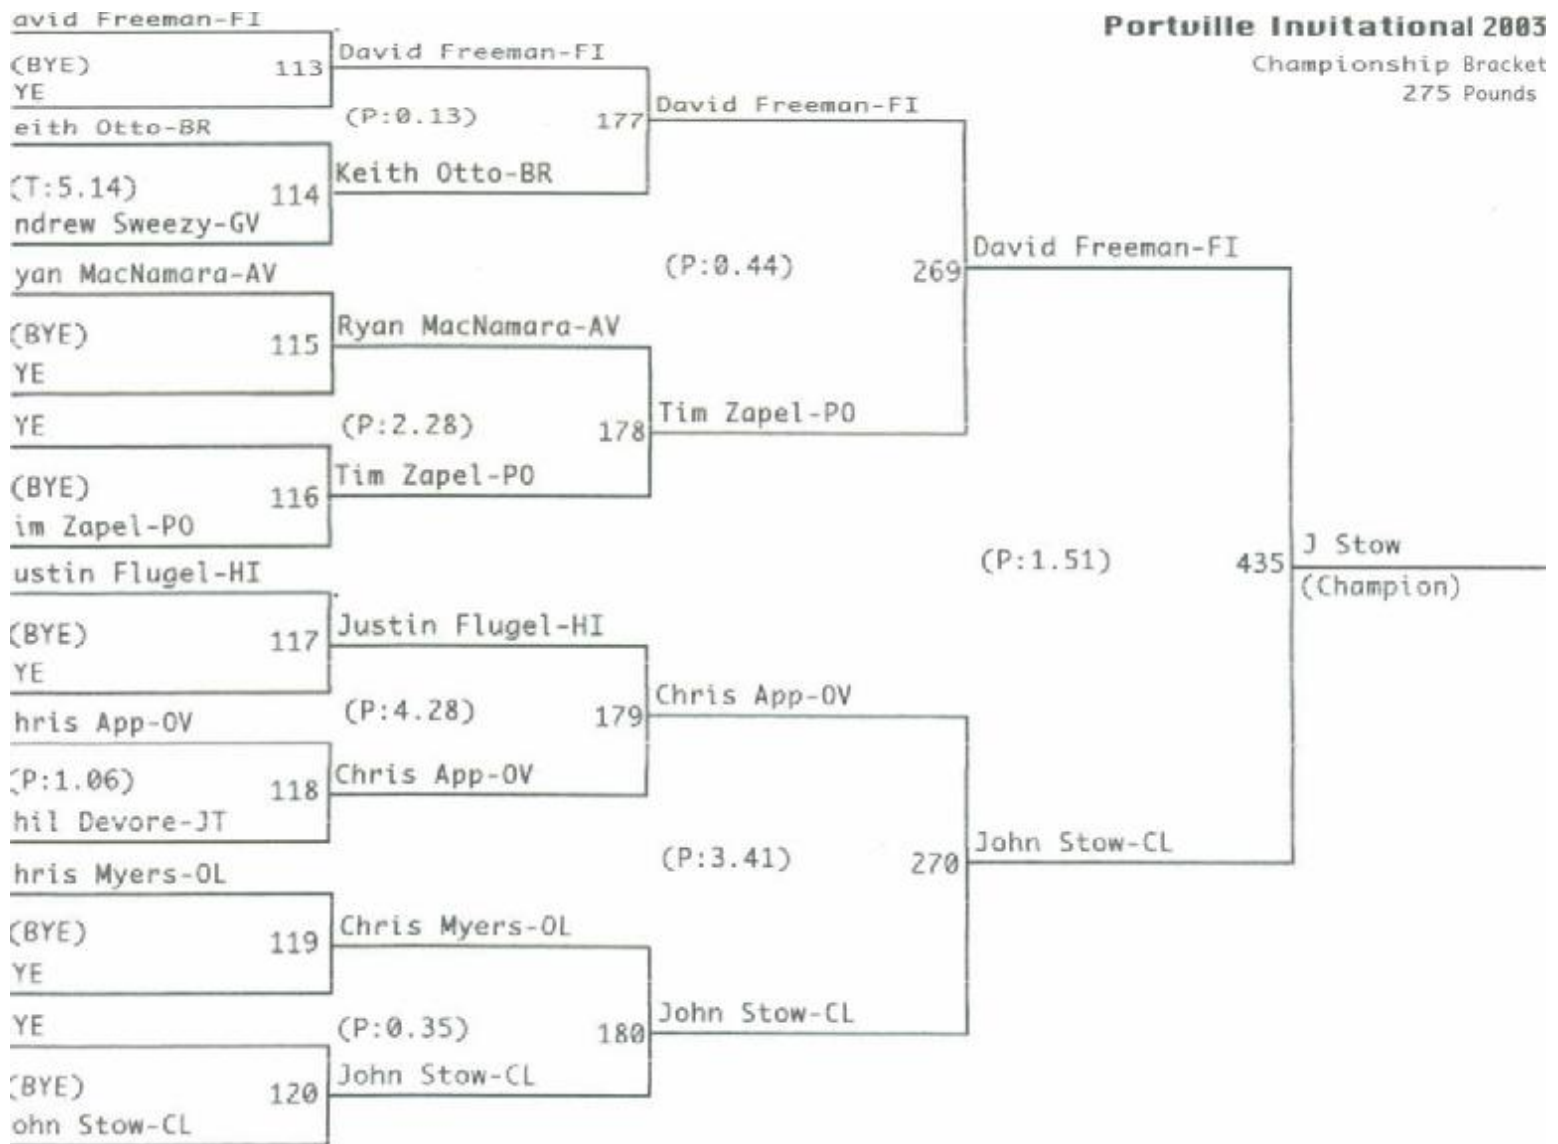 Portville Invitational 2003
Championship Bracket
275 Pounds
avid Freeman-FI
(BYE)
113
YE
David Freeman-FI
(P:0.13)
177
David Freeman-FI
eith Otto-BR
(T:5.14)
114
ndrew Sweezy-GV
Keith Otto-BR
(P:0.44)
269
David Freeman-FI
yan MacNamara-AV
(BYE)
115
YE
Ryan MacNamara-AV
(P:2.28)
178
Tim Zapel-PO
YE
(BYE)
116
im Zapel-PO
Tim Zapel-PO
(P:1.51)
435
J Stow
(Champion)
ustin Flugel-HI
(BYE)
117
YE
Justin Flugel-HI
(P:4.28)
179
Chris App-OV
hris App-OV
(P:1.06)
118
hil Devore-JT
Chris App-OV
(P:3.41)
270
John Stow-CL
hris Myers-OL
(BYE)
119
YE
Chris Myers-OL
(P:0.35)
180
John Stow-CL
YE
(BYE)
120
ohn Stow-CL
John Stow-CL